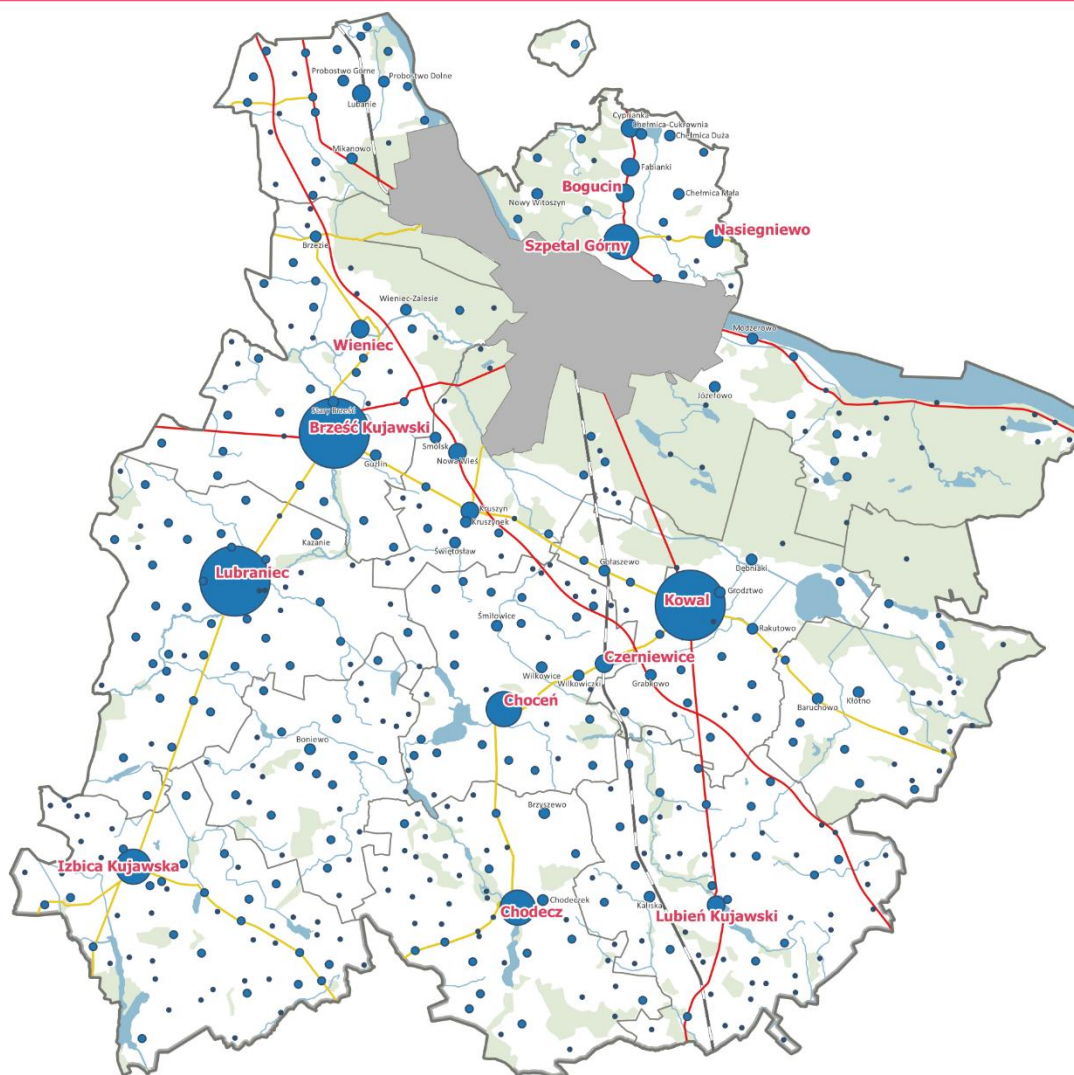 Probostwo Górne
Probostwo Dolne
Lubanie
Mikanowo
Cyprianka
Chełmica-Cukrownia
Chełmica Duża
Fabianki
Bogucin
Chełmica Mała
Nowy Witoszyn
Nasiegniewo
Szpetal Górny
Brzezie
Wieniec-Zalesie
Modzerowo
Wieniec
Józefowo
Stary Brześć
Brześć Kujawski
Smólsk
Nowa Wieś
Guźlin
Kruszyn
Kruszynek
Kazanie
Świętosław
Gołaszewo
Dębniaki
Lubraniec
Grodztwo
Kowal
Śmiłowice
Rakutowo
Czerniewice
Wilkowice
Wilkowiczki
Grabkowo
Kłótno
Choceń
Baruchowo
Boniewo
Brzyszewo
Izbica Kujawska
Chodeczek
Kaliska
Chodecz
Lubień Kujawski